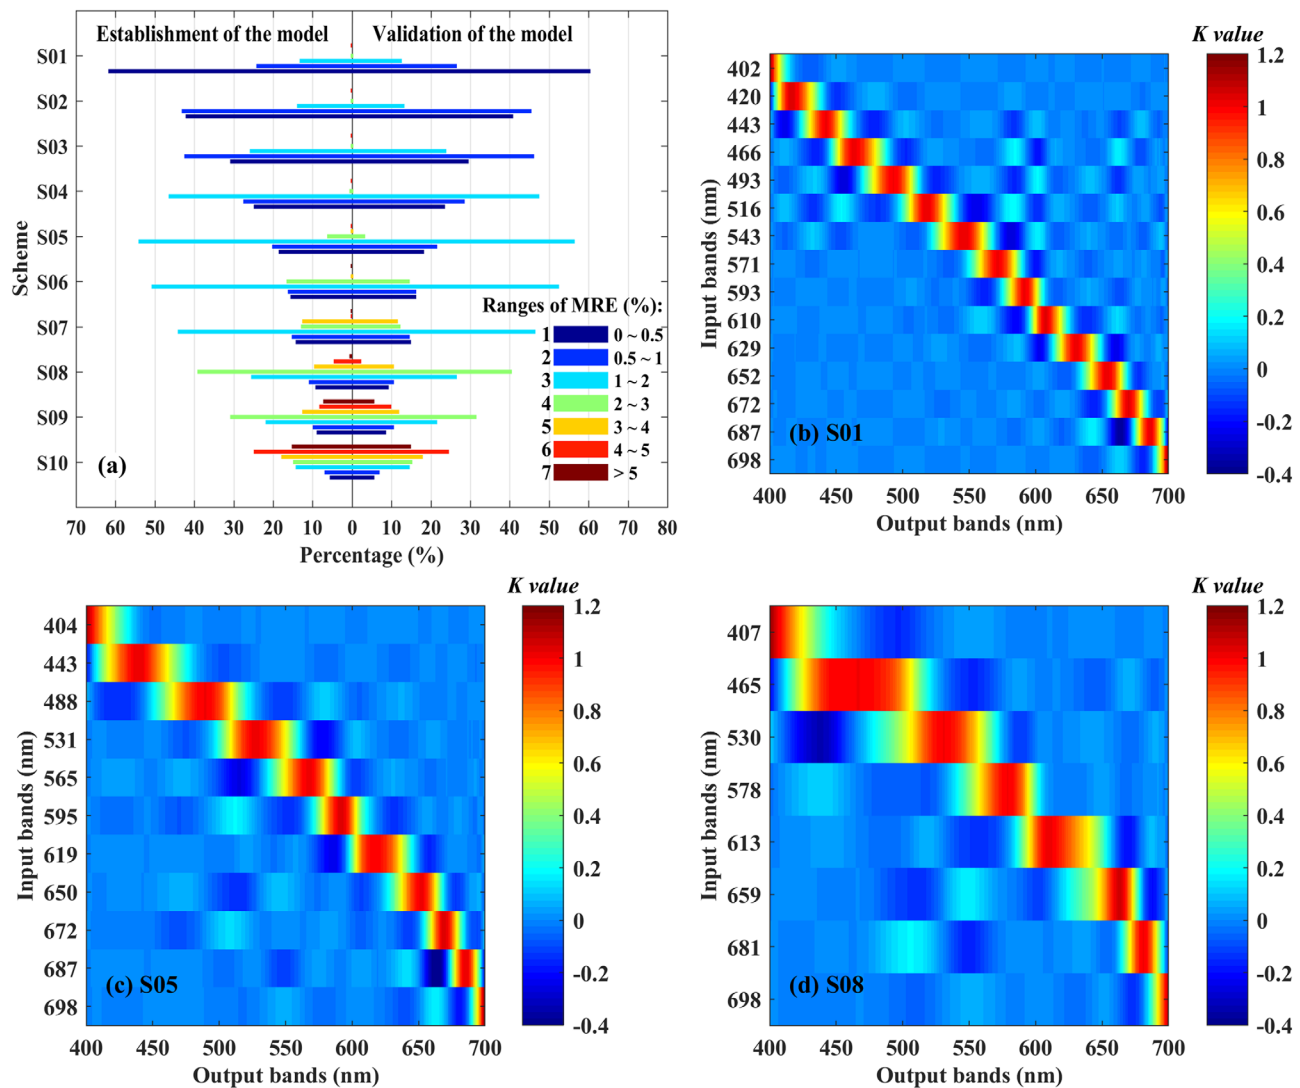 Establishment of the model Validation of the model
S01
S02
S03
S04
S05
S06
S07
S08
S09
S10
Scheme
Ranges of MRE (%):
1 0 ~ 0.5
2 0.5 ~ 1
3 1 ~ 2
4 2 ~ 3
5 3 ~ 4
6 4 ~ 5
7 > 5
(a)
70 60 50 40 30 20 10 0 10 20 30 40 50 60 70 80
Percentage (%)
K value
402
420
443
466
493
516
543
571
593
610
629
652
672
687
698
Input bands (nm)
(b) S01
400 450 500 550 600 650 700
Output bands (nm)
1.2
1
0.8
0.6
0.4
0.2
0
-0.2
-0.4
K value
404
443
488
531
565
595
619
650
672
687
698
Input bands (nm)
(c) S05
400 450 500 550 600 650 700
Output bands (nm)
1.2
1
0.8
0.6
0.4
0.2
0
-0.2
-0.4
K value
407
465
530
578
613
659
681
698
Input bands (nm)
(d) S08
400 450 500 550 600 650 700
Output bands (nm)
1.2
1
0.8
0.6
0.4
0.2
0
-0.2
-0.4